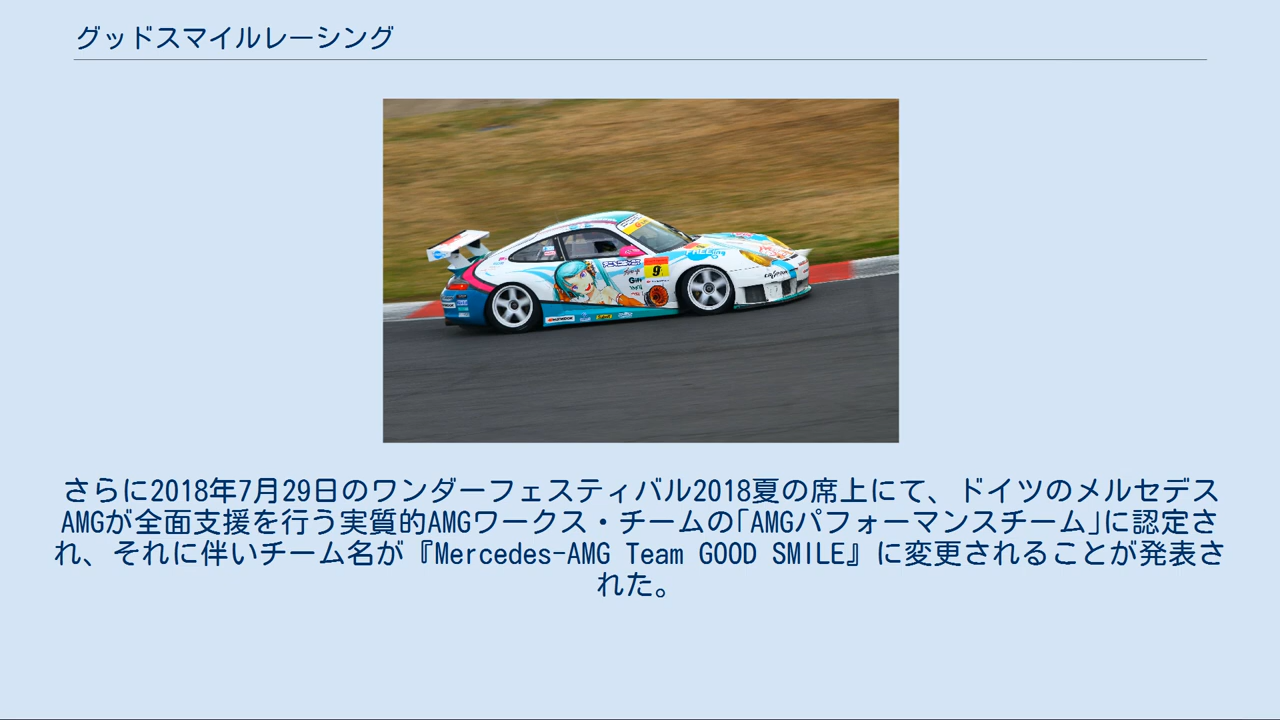 グッドスマイルレーシング
9
さらに2018年7月29日のワンダーフェスティバル2018夏の席上にて、ドイツのメルセデス
AMGが全面支援を行う実質的AMGワークス・チームの｢AMGパフォーマンスチーム｣に認定さ
れ、それに伴いチーム名が『Mercedes-AMG Team GOOD SMILE』に変更されることが発表さ
れた。